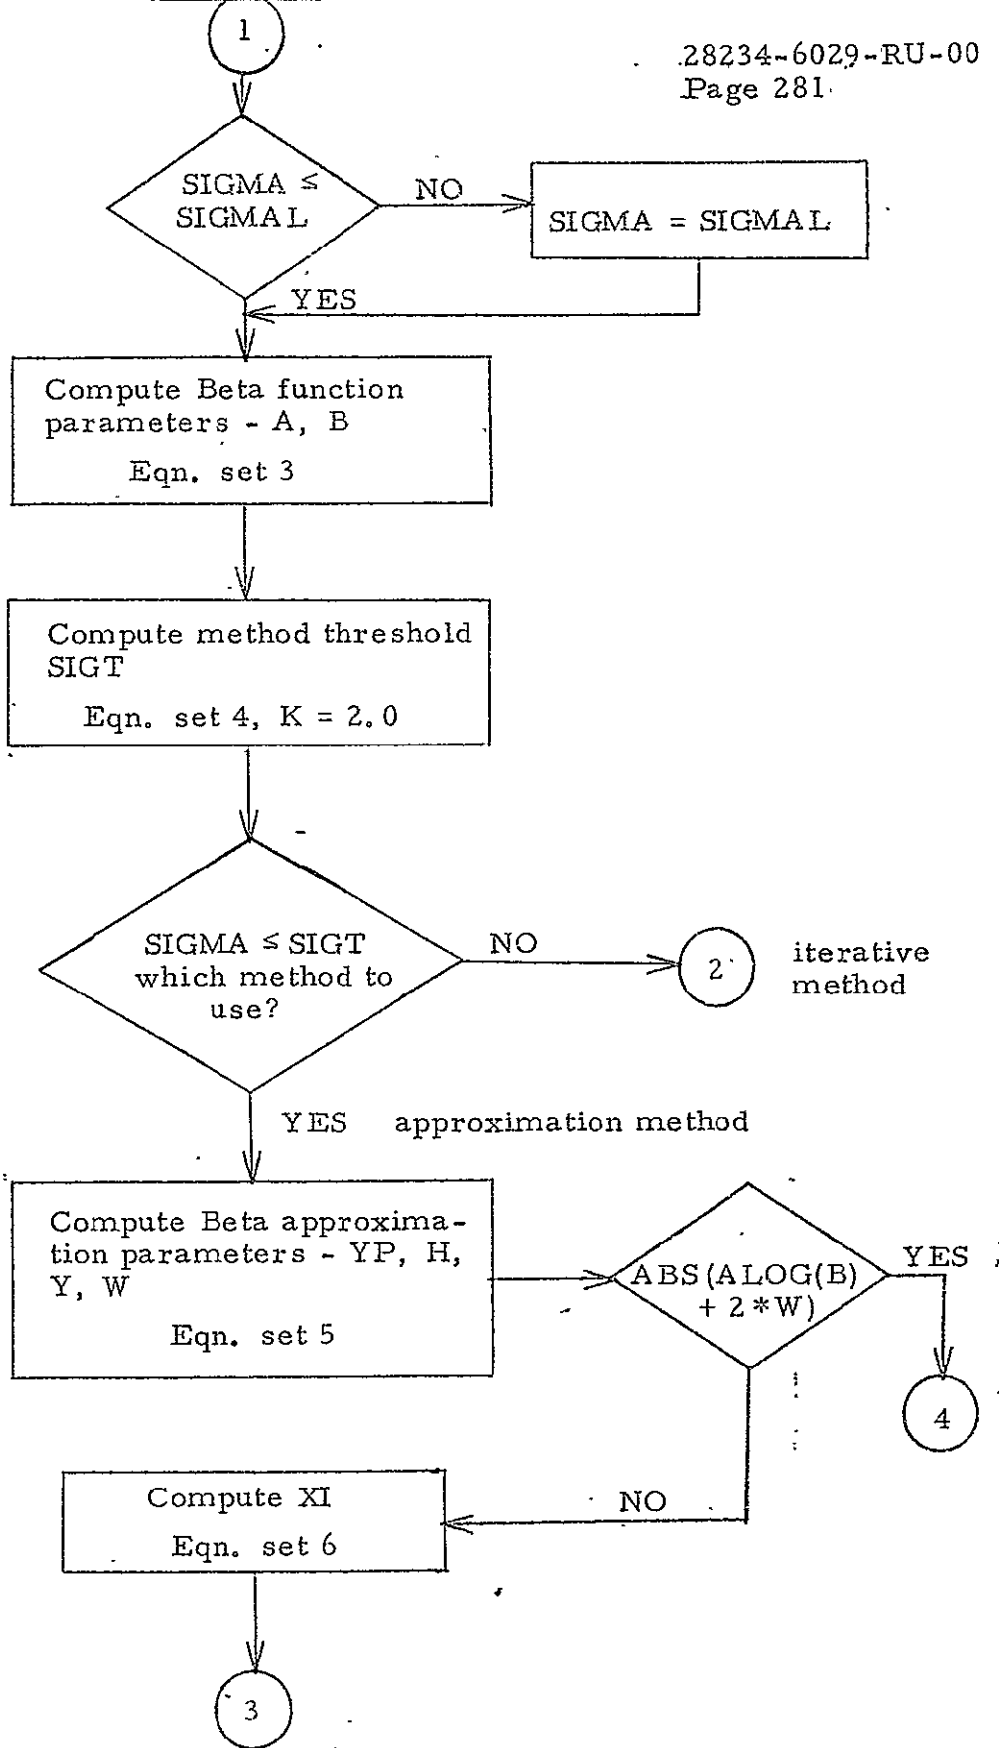 1
28234-6029-RU-00
Page 281
SIGMA ≤
SIGMAL
NO
SIGMA = SIGMAL
YES
Compute Beta function
parameters - A, B
Eqn. set 3
Compute method threshold
SIGT
Eqn. set 4, K = 2.0
SIGMA ≤ SIGT
which method to
use?
NO
2
iterative
method
YES approximation method
Compute Beta approxima-
tion parameters - YP, H,
Y, W
Eqn. set 5
ABS(ALOG(B)
+ 2*W)
YES
4
Compute XI
Eqn. set 6
NO
3